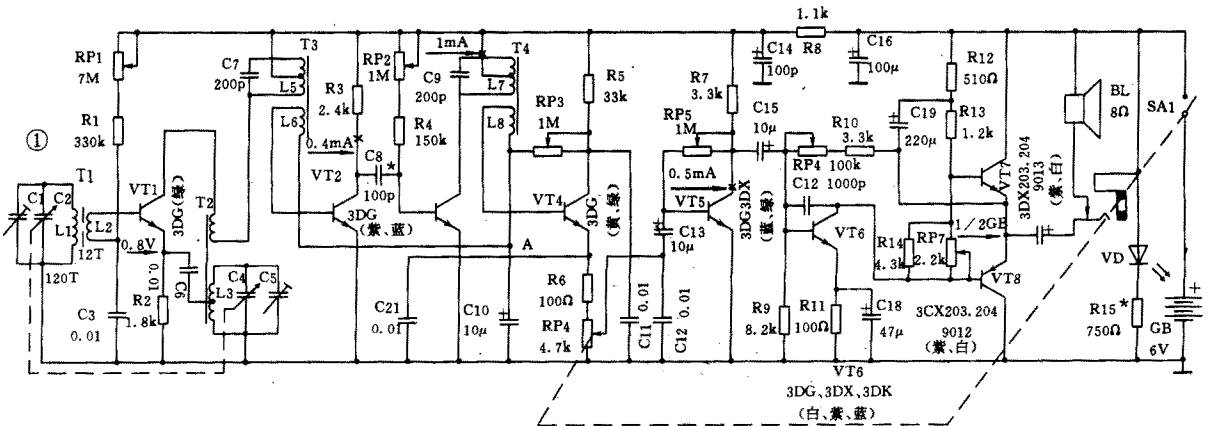 ①
T1
C1
C2
L1
L2
12T
120T
C3
0.01
RP1
7M
R1
330k
VT1
3DG(绿)
0.8V
0.01
C6
R2
1.8k
T2
L3
C4
C5
C7
200p
T3
L5
L6
R3
2.4k
0.4mA
VT2
3DG
(紫、蓝)
C8
*
100p
RP2
1M
1mA
R4
150k
C9
200p
T4
L7
L8
A
C21
0.01
C10
10μ
RP3
1M
R5
33k
VT4
3DG
(黄、绿)
R6
100Ω
RP4
4.7k
C11 0.01
C12 0.01
RP5
1M
R7
3.3k
0.5mA
VT5
3DG3DX
(蓝、绿)
C13
10μ
C14
100p
C15
10μ
1.1k
R8
C16
100μ
RP4
100k
R10
3.3k
C12
1000p
VT6
R9
8.2k
R11
100Ω
C18
47μ
VT6
3DG、3DX、3DK
(白、紫、蓝)
C19
220μ
R12
510Ω
R13
1.2k
R14
4.3k
RP7
2.2k
1/2GB
VT7
3DX203.204
9013
(紫、白)
VT8
3CX203.204
9012
(紫、白)
BL
8Ω
SA1
VD
R15*
750Ω
GB
6V